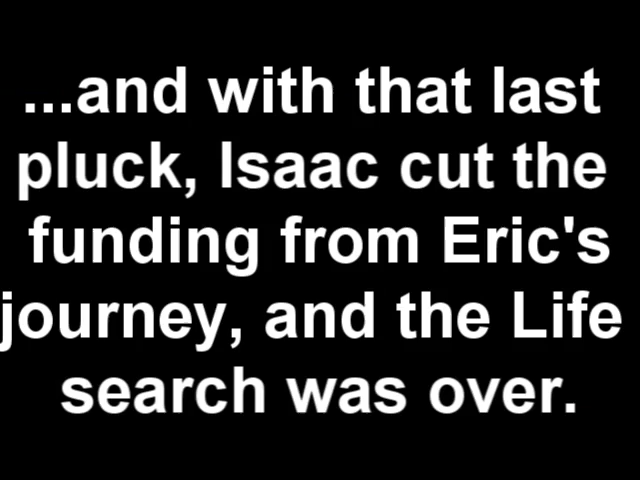 ...and with that last
pluck, Isaac cut the
funding from Eric's
journey, and the Life
search was over.